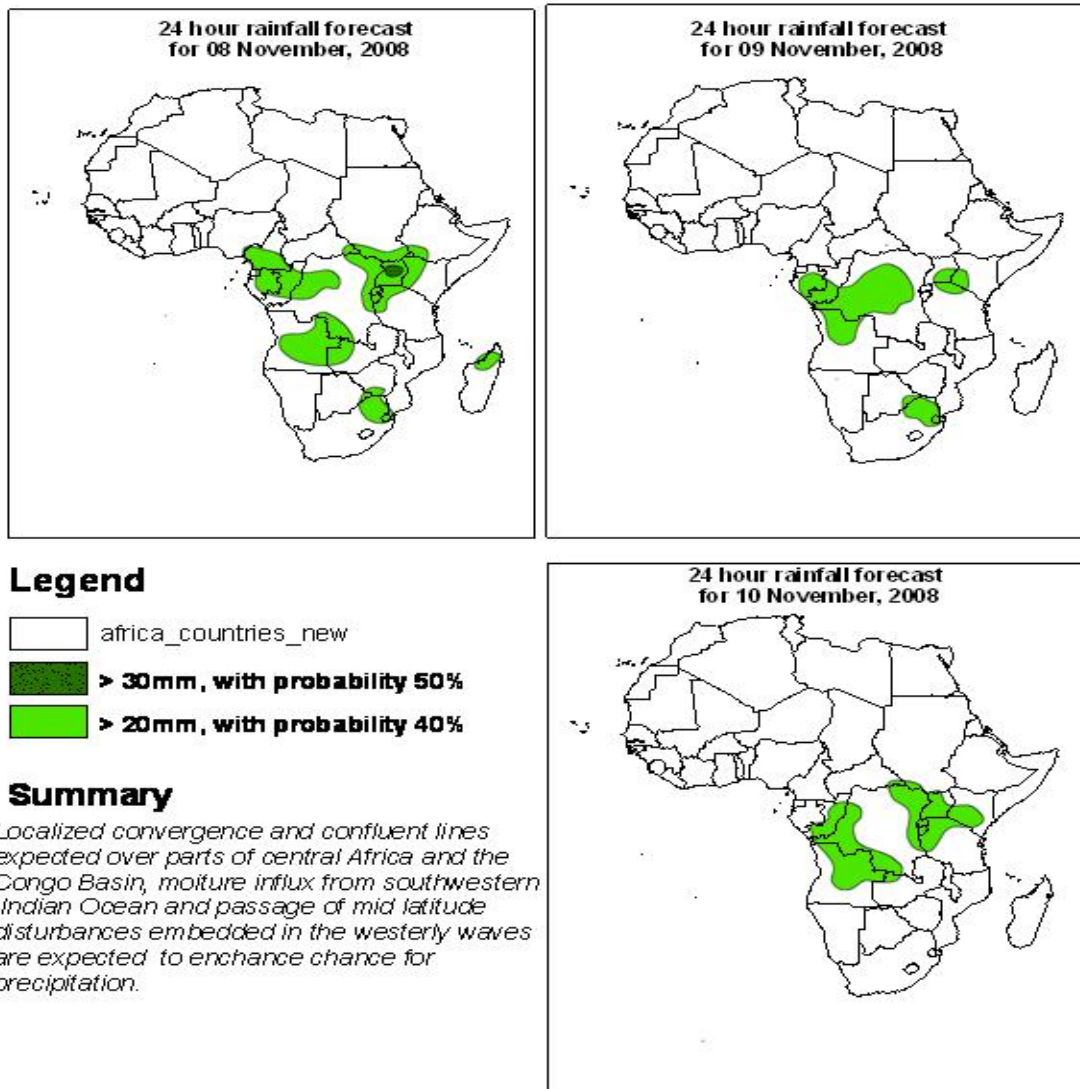 24 hour rainfall forecast
for 08 November, 2008
24 hour rainfall forecast
for 09 November, 2008
Legend
africa_countries_new
> 30mm, with probability 50%
> 20mm, with probability 40%
Summary
Localized convergence and confluent lines
expected over parts of central Africa and the
Congo Basin, moiture influx from southwestern
Indian Ocean and passage of mid latitude
disturbances embedded in the westerly waves
are expected to enchance chance for
precipitation.
24 hour rainfall forecast
for 10 November, 2008